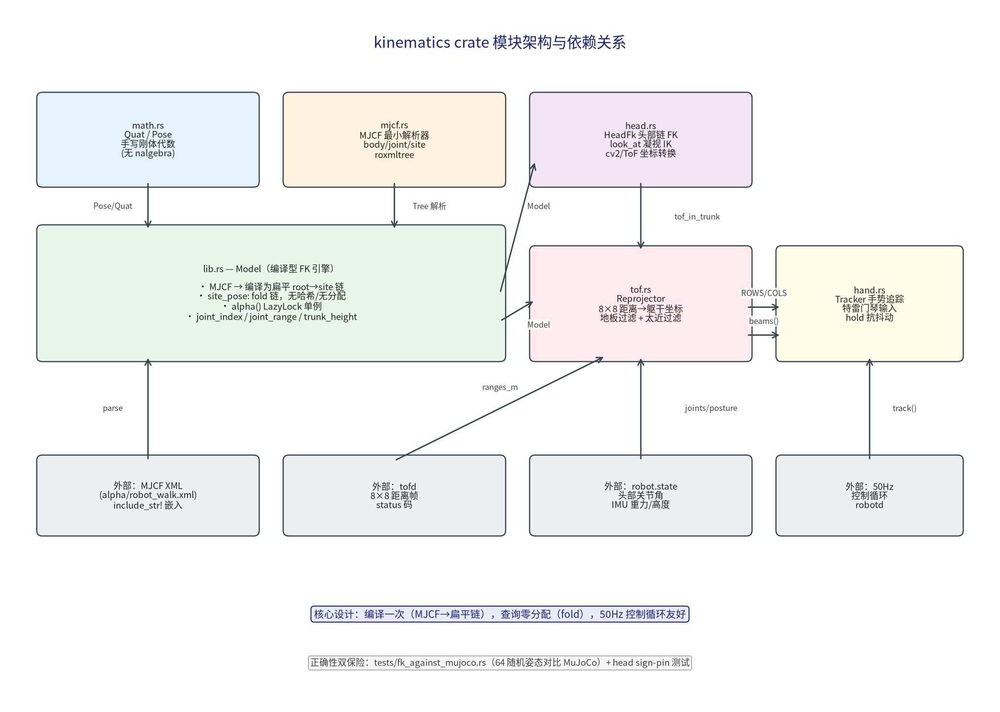 kinematics crate 模块架构与依赖关系
math.rs
Quat / Pose
手写刚体代数
(无 nalgebra)
mjcf.rs
MJCF 最小解析器
body/joint/site
roxmltree
head.rs
HeadFk 头部链 FK
look_at 凝视 IK
cv2/ToF 坐标转换
Pose/Quat
Tree 解析
Model
tof_in_trunk
lib.rs — Model（编译型 FK 引擎）
• MJCF → 编译为扁平 root→site 链
• site_pose: fold 链，无哈希/无分配
• alpha() LazyLock 单例
• joint_index / joint_range / trunk_height
Model
tof.rs
Reprojector
8×8 距离→躯干坐标
地板过滤 + 太近过滤
ROWS/COLS
beams()
hand.rs
Tracker 手势追踪
特雷门琴输入
hold 抗抖动
parse
ranges_m
joints/posture
track()
外部：MJCF XML
(alpha/robot_walk.xml)
include_str! 嵌入
外部：tofd
8×8 距离帧
status 码
外部：robot.state
头部关节角
IMU 重力/高度
外部：50Hz
控制循环
robotd
核心设计：编译一次（MJCF→扁平链），查询零分配（fold），50Hz 控制循环友好
正确性双保险：tests/fk_against_mujoco.rs（64 随机姿态对比 MuJoCo）+ head sign-pin 测试